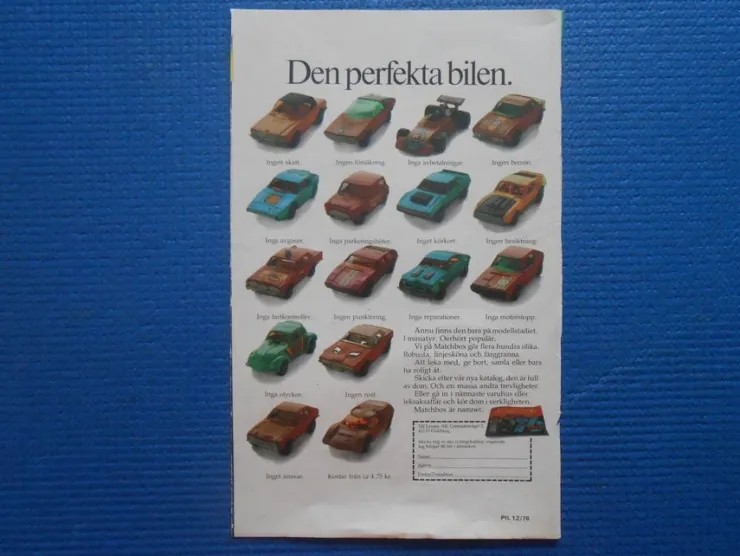 Den perfekta bilen.
Ingen skatt. Ingen försäkring. Inga avbetalningar. Ingen bensin.
Inga avgaser. Inga parkeringsböter. Inget körkort. Ingen besiktning.
Inga fartkontroller. Ingen punktering. Inga reparationer. Inga motorstopp.
Inga olyckor. Ingen rost.
Inget ansvar. Kostar från ca 4,75 kr.
Ännu finns den bara på modellstadiet.
I miniatyr. Oerhört populär.
Vi på Matchbox gör flera hundra olika.
Robusta, linjesköna och färggranna.
Att leka med, ge bort, samla eller bara
ha roligt åt.
Skicka efter vår nya katalog, den är full
av dom. Och en massa andra trevligheter.
Eller gå in i närmaste varuhus eller
leksaksaffär och kör dom i verkligheten.
Matchbox är namnet.
Namn
Adress
PIL 12/76